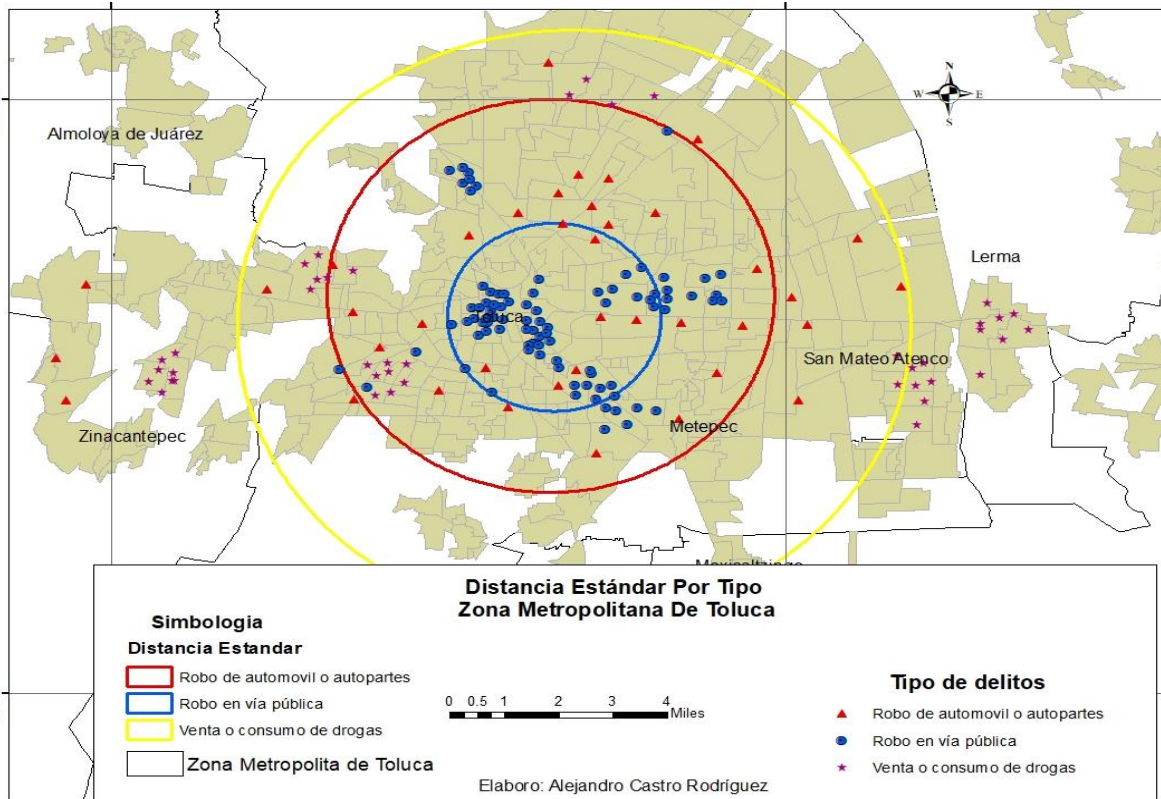 N
W E
S
Almoloya de Juárez
Lerma
Toluca
San Mateo Atenco
Zinacantepec
Metepec
Distancia Estándar Por Tipo
Zona Metropolitana De Toluca
Simbologia
Distancia Estandar
Robo de automovil o autopartes
Robo en vía pública
Venta o consumo de drogas
Zona Metropolita de Toluca
0 0.5 1 2 3 4
Miles
Tipo de delitos
Robo de automovil o autopartes
Robo en vía pública
Venta o consumo de drogas
Elaboro: Alejandro Castro Rodríguez